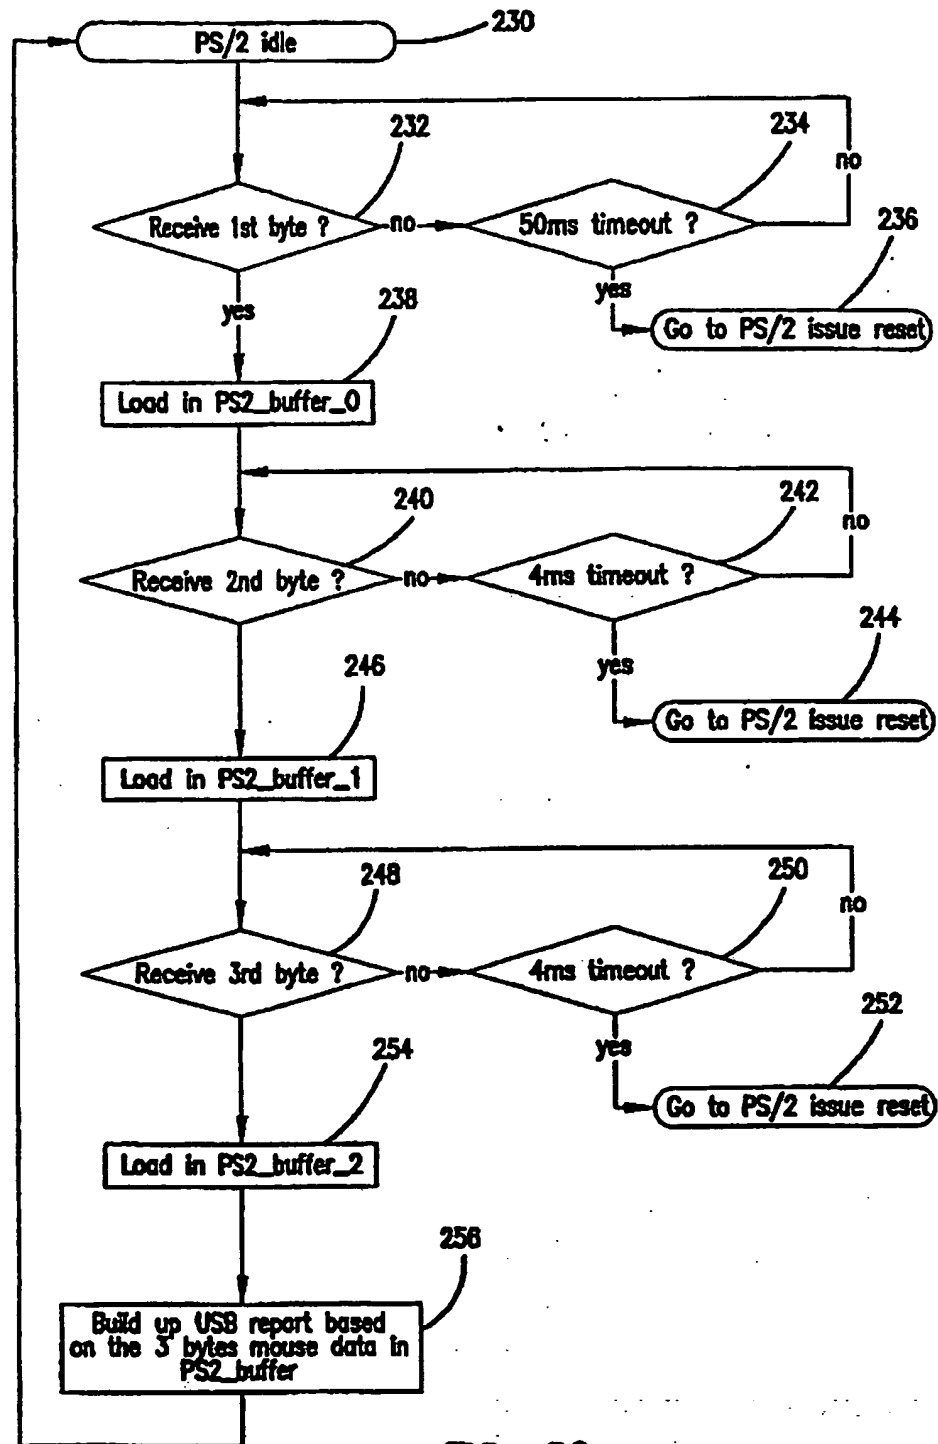 230
PS/2 idle
232
234
no
Receive 1st byte ?
no
50ms timeout ?
236
yes
238
yes
Go to PS/2 issue reset
Load in PS2_buffer_0
240
242
no
Receive 2nd byte ?
no
4ms timeout ?
244
yes
246
Go to PS/2 issue reset
Load in PS2_buffer_1
248
250
no
Receive 3rd byte ?
no
4ms timeout ?
252
yes
254
Go to PS/2 issue reset
Load in PS2_buffer_2
256
Build up USB report based
on the 3 bytes mouse data in
PS2_buffer